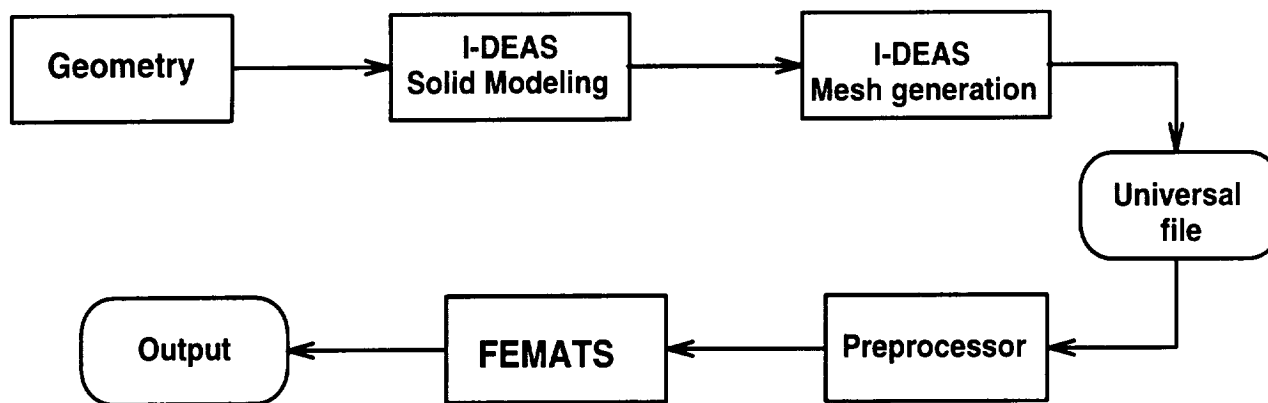 Geometry
I-DEAS
Solid Modeling
I-DEAS
Mesh generation
Universal
file
Preprocessor
FEMATS
Output